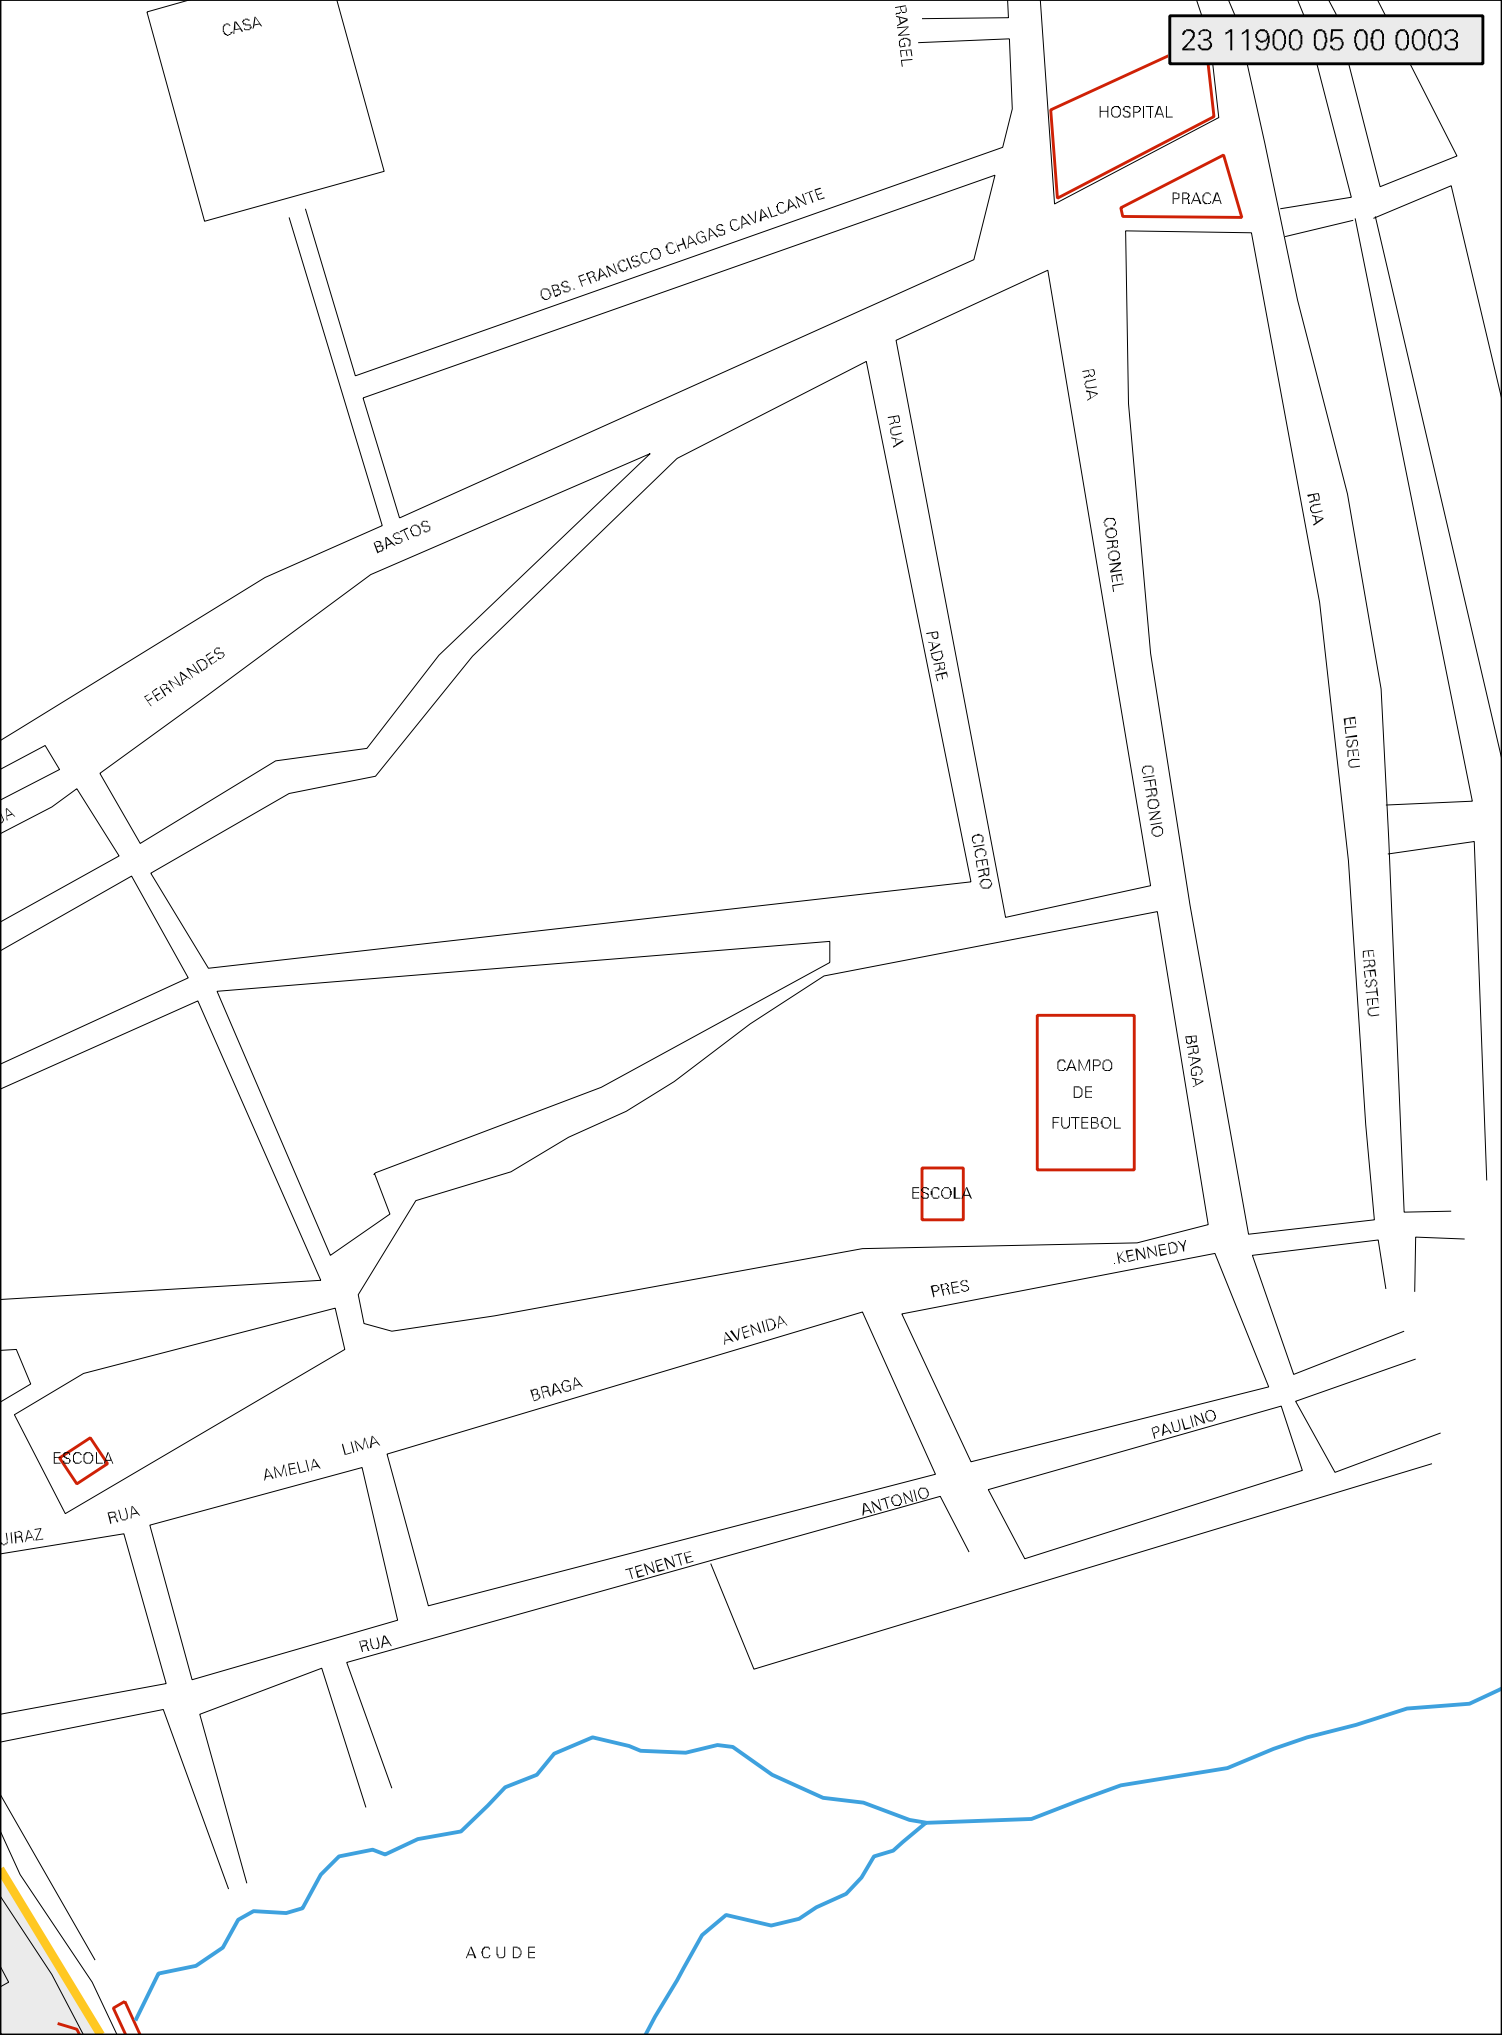 CASA
RANGEL
23 11900 05 00 0003
HOSPITAL
PRACA
OBS. FRANCISCO CHAGAS CAVALCANTE
RUA CORONEL CIFRONIO BRAGA
RUA PADRE CICERO
RUA ELISEU ERESTEU
FERNANDES BASTOS
CAMPO
DE
FUTEBOL
ESCOLA
AVENIDA PRES .KENNEDY
ESCOLA
RUA AMELIA LIMA BRAGA
UIRAZ
RUA TENENTE ANTONIO PAULINO
ACUDE